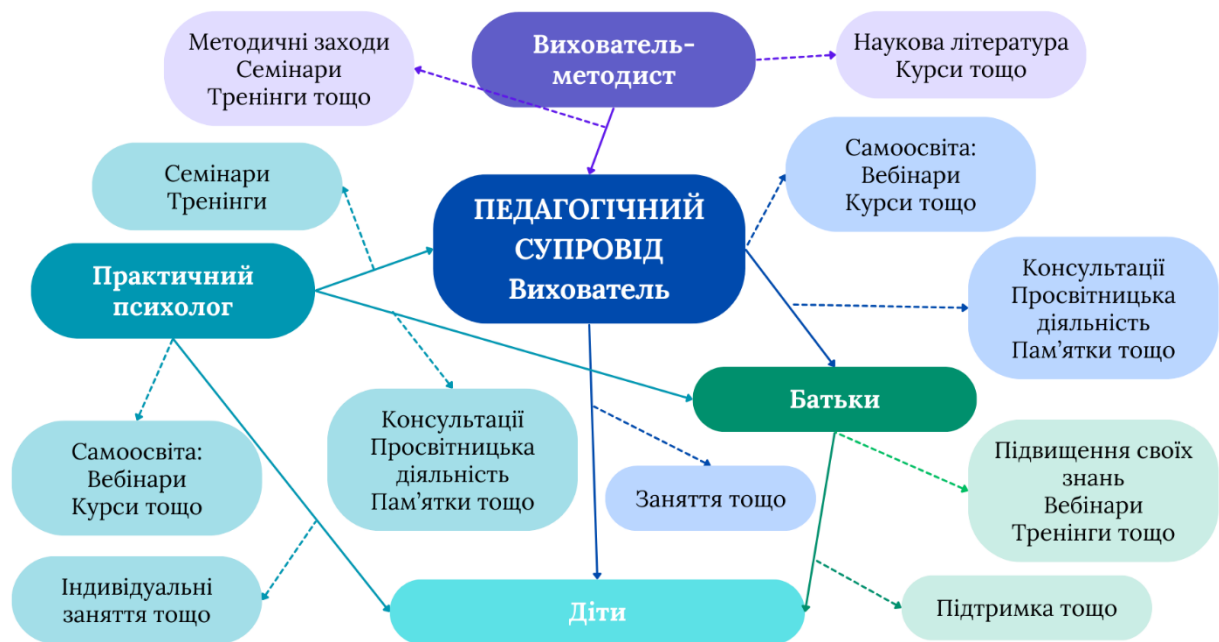 Методичні заходи
Семінари
Тренінги тощо
Вихователь-
методист
Наукова література
Курси тощо
Семінари
Тренінги
ПЕДАГОГІЧНИЙ
СУПРОВІД
Вихователь
Самоосвіта:
Вебінари
Курси тощо
Практичний
психолог
Консультації
Просвітницька
діяльність
Пам’ятки тощо
Батьки
Самоосвіта:
Вебінари
Курси тощо
Консультації
Просвітницька
діяльність
Пам’ятки тощо
Заняття тощо
Підвищення своїх
знань
Вебінари
Тренінги тощо
Індивідуальні
заняття тощо
Діти
Підтримка тощо